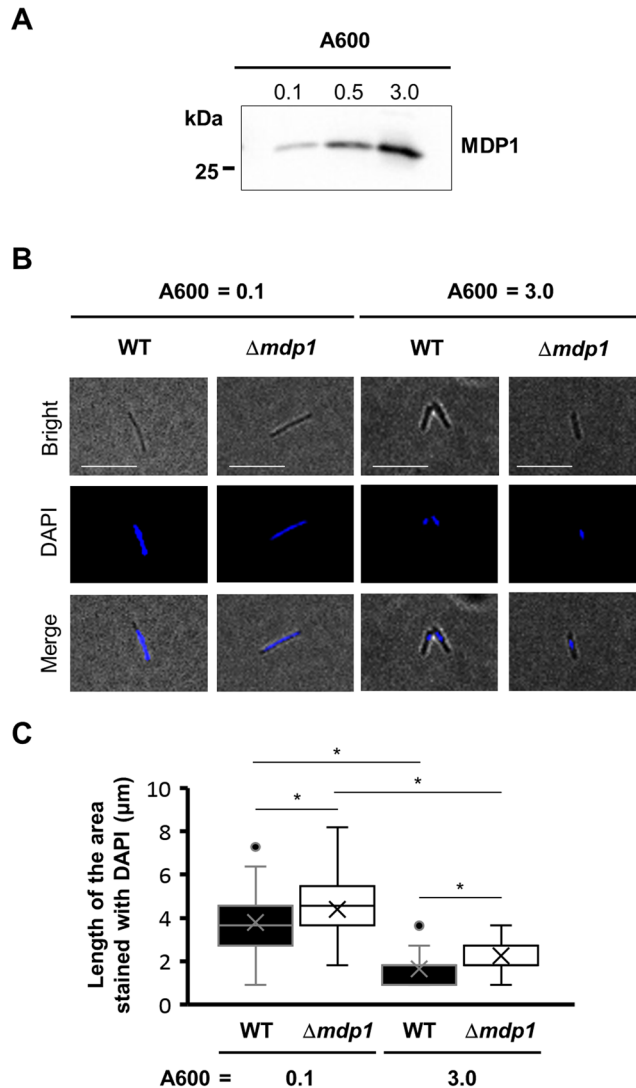 A
A600
0.1 0.5 3.0
kDa
MDP1
25
B
A600 = 0.1 A600 = 3.0
WT Δmdp1 WT Δmdp1
Bright
DAPI
Merge
C
Length of the area
stained with DAPI (μm)
* 
* *
*
10
8
6
4
2
0
WT Δmdp1 WT Δmdp1
A600 = 0.1 3.0